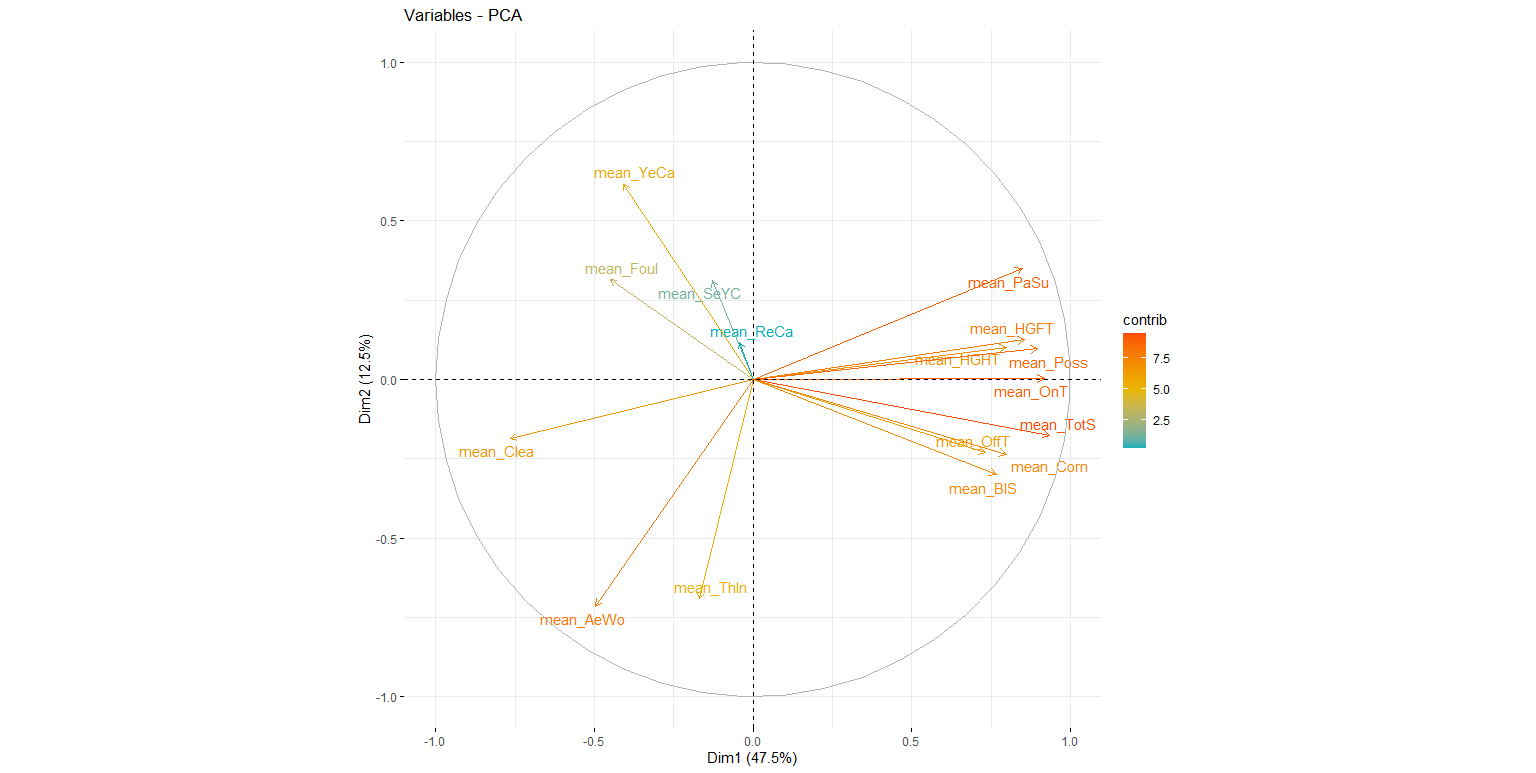 Variables - PCA
1.0
mean_YeCa
0.5
mean_Foul
mean_PaSu
mean_SeYC
contrib
mean_ReCa
mean_HGFT
7.5
mean_HGHT
mean_Poss
Dim2 (12.5%)
0.0
mean_OnT
5.0
mean_TotS
2.5
mean_OffT
mean_Clea
mean_Corn
mean_BlS
-0.5
mean_ThIn
mean_AeWo
-1.0
-1.0
-0.5
0.0
0.5
1.0
Dim1 (47.5%)